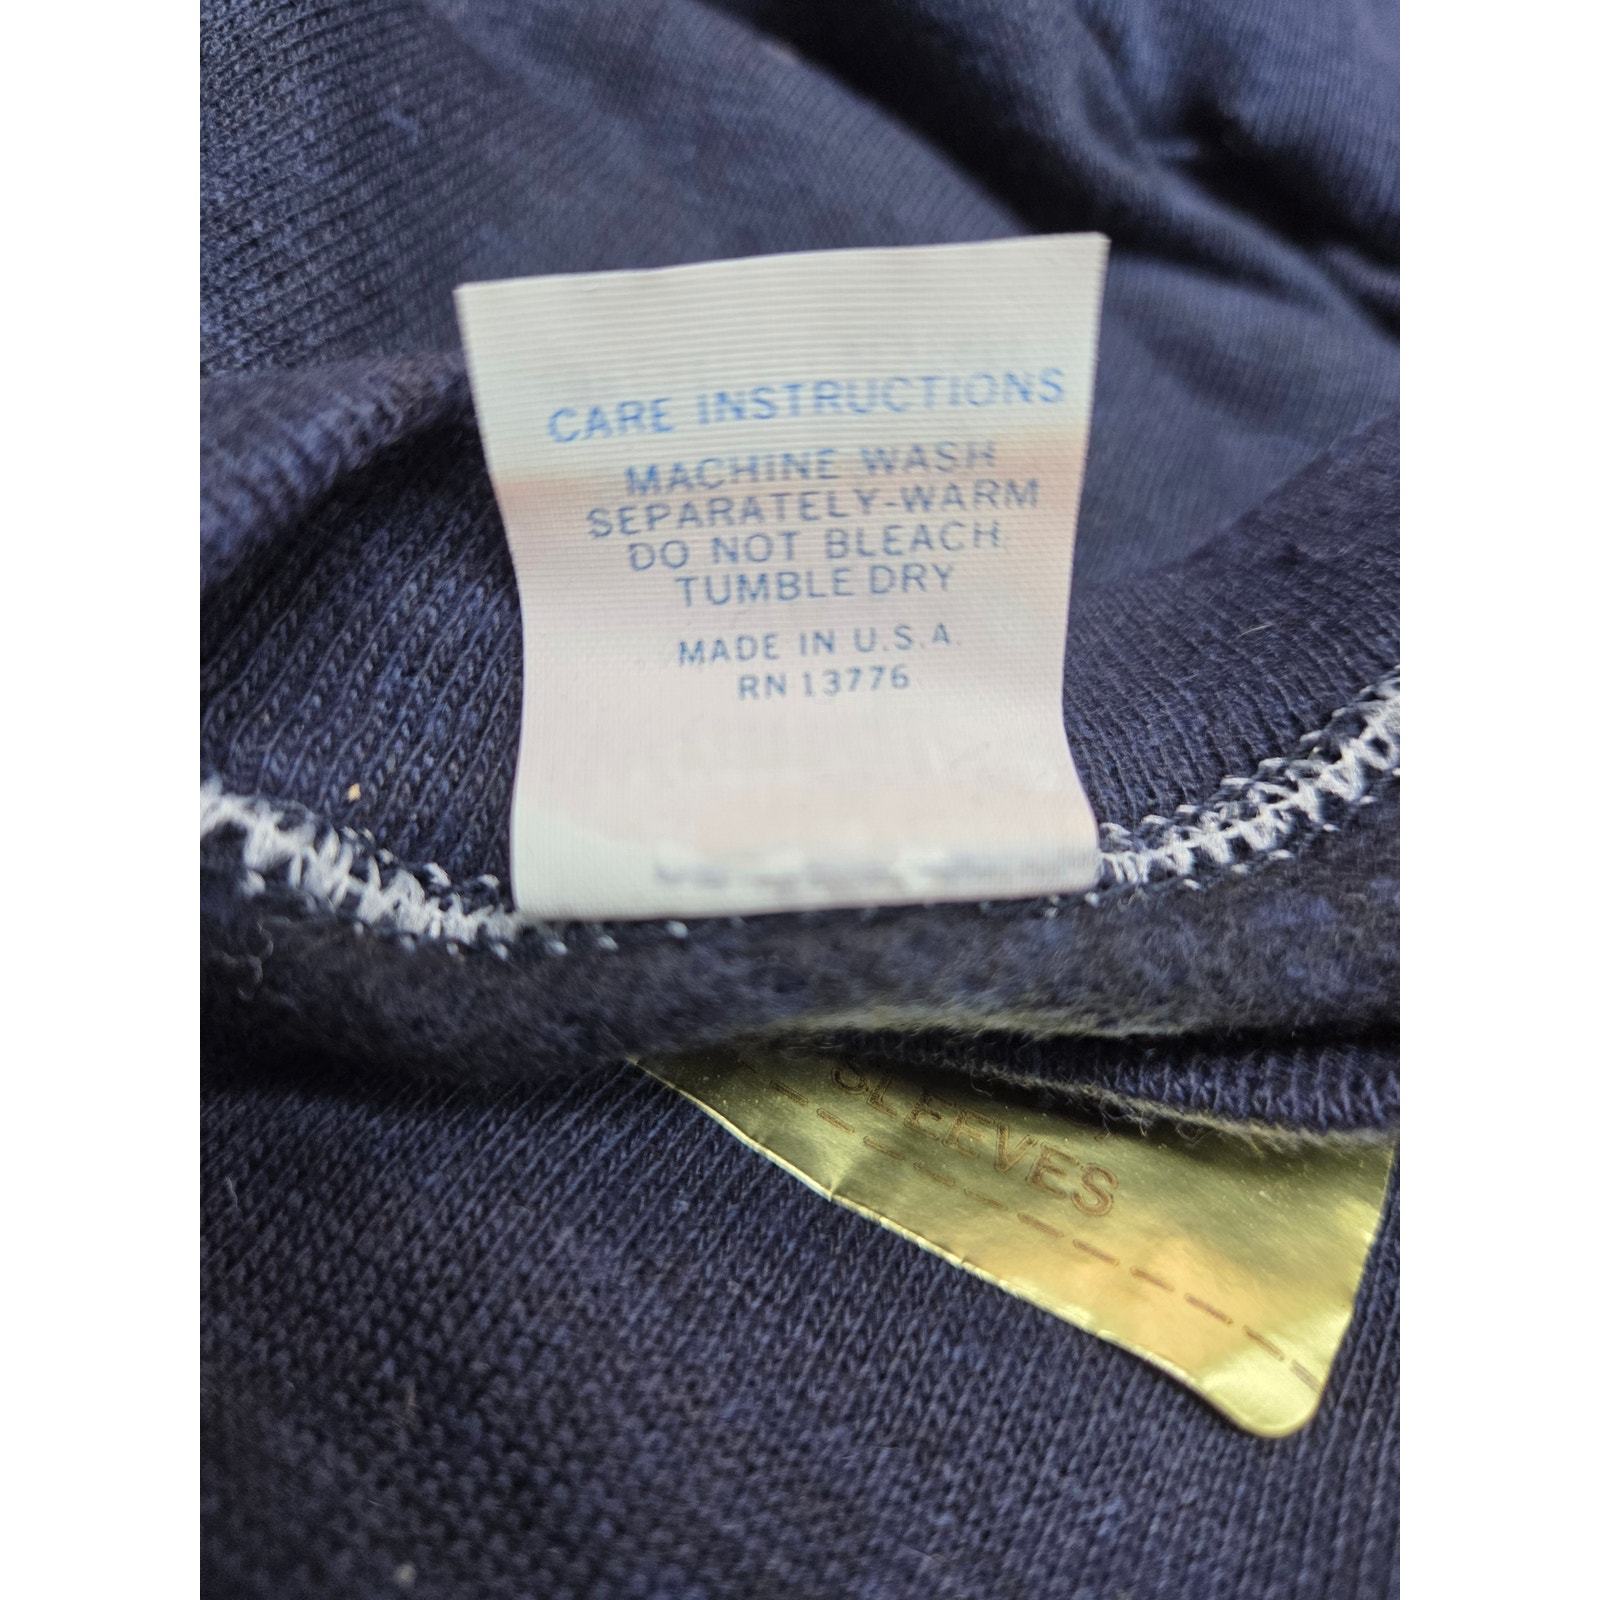 CARE INSTRUCTIONS
MACHINE WASH
SEPARATELY-WARM
DO NOT BLEACH
TUMBLE DRY
MADE IN U.S.A.
RN 13776
SLEEVES